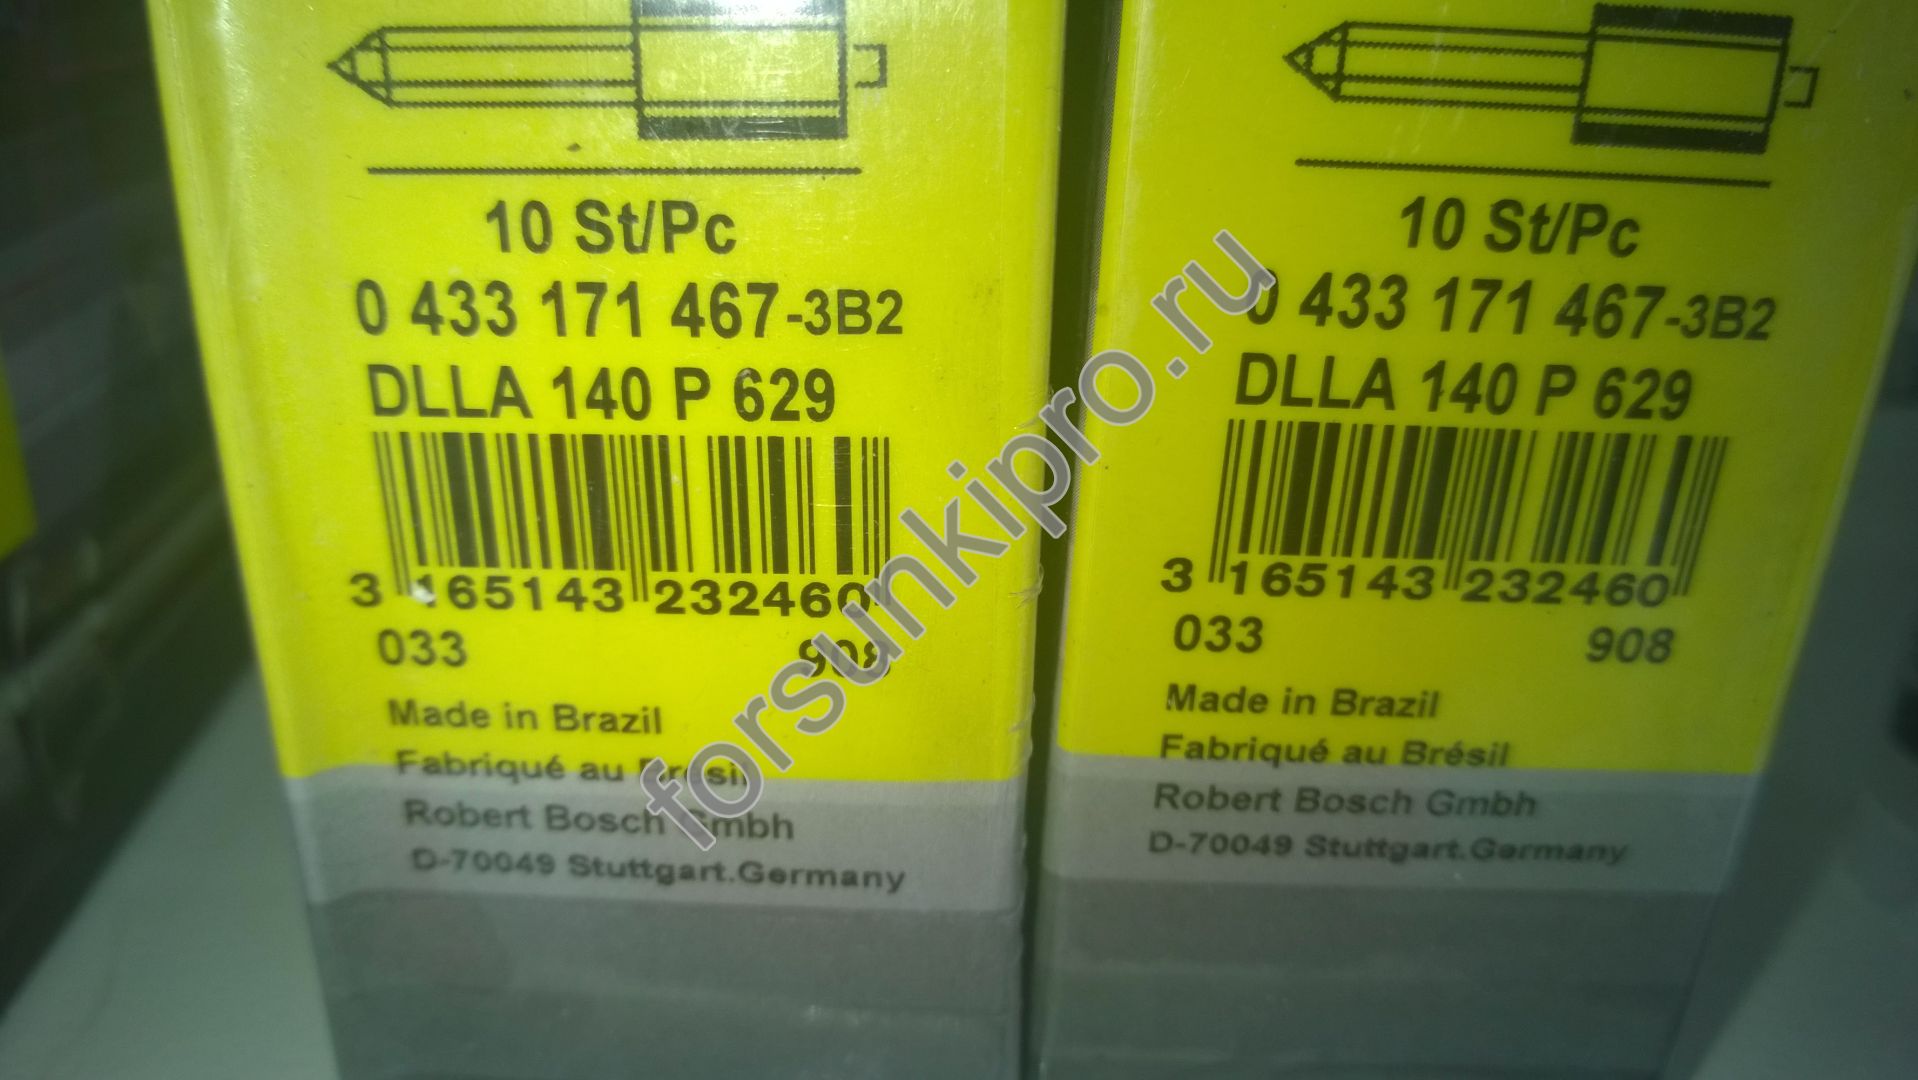 10 St/Pc
0 433 171 467-3B2
DLLA 140 P 629
3 165143 232460
033 908
Made in Brazil
Fabriqué au Brésil
Robert Bosch Gmbh
D-70049 Stuttgart.Germany
10 St/Pc
0 433 171 467-3B2
DLLA 140 P 629
3 165143 232460
033 908
Made in Brazil
Fabriqué au Brésil
Robert Bosch Gmbh
D-70049 Stuttgart.Germany
forsunkipro.ru